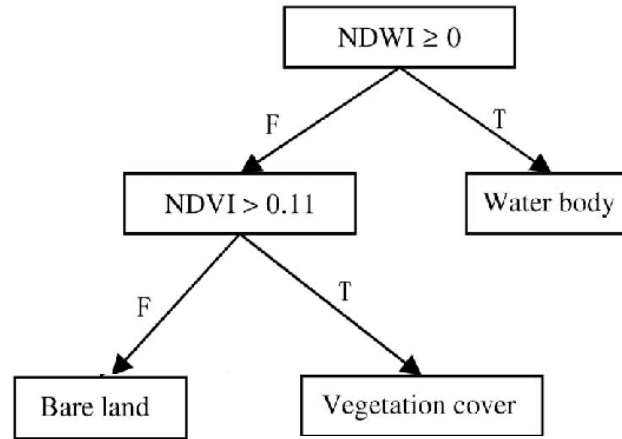 NDWI ≥ 0
F
T
NDVI > 0.11
Water body
F
T
Bare land
Vegetation cover